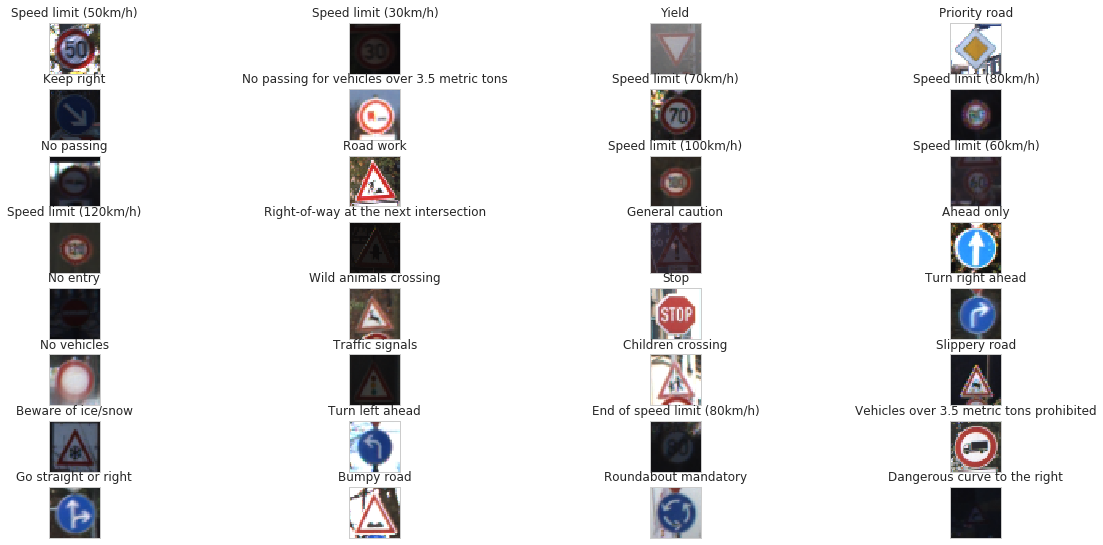 Speed limit (50km/h) Speed limit (30km/h) Yield Priority road
50 30
Keep right No passing for vehicles over 3.5 metric tons Speed limit (70km/h) Speed limit (80km/h)
70
No passing Road work Speed limit (100km/h) Speed limit (60km/h)
100 60
Speed limit (120km/h) Right-of-way at the next intersection General caution Ahead only
120
No entry Wild animals crossing Stop Turn right ahead
STOP
No vehicles Traffic signals Children crossing Slippery road
Beware of ice/snow Turn left ahead End of speed limit (80km/h) Vehicles over 3.5 metric tons prohibited
Go straight or right Bumpy road Roundabout mandatory Dangerous curve to the right